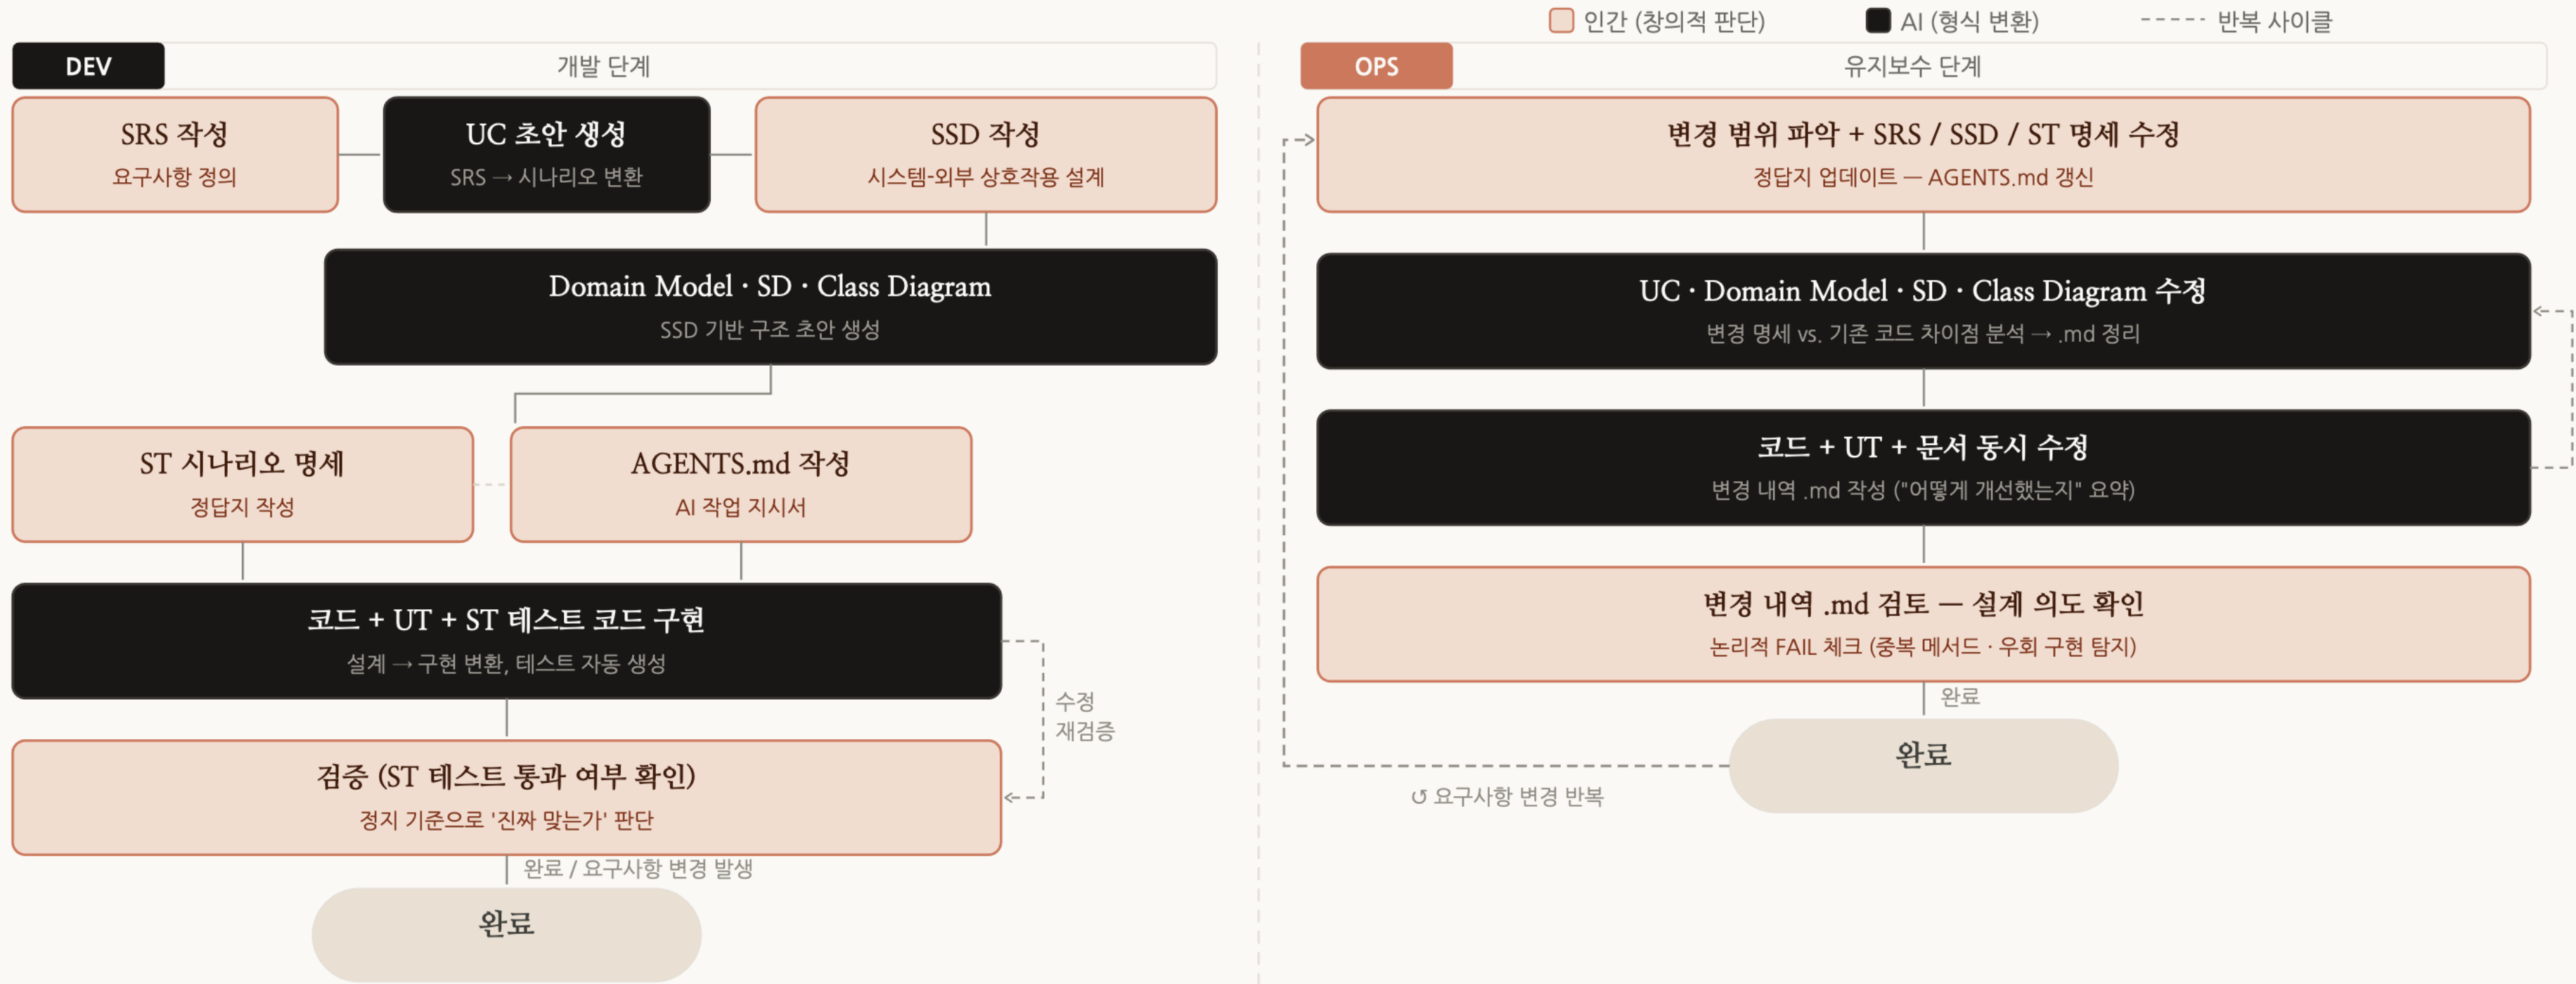 인간 (창의적 판단)
AI (형식 변환)
반복 사이클
DEV
개발 단계
SRS 작성
요구사항 정의
UC 초안 생성
SRS → 시나리오 변환
SSD 작성
시스템-외부 상호작용 설계
Domain Model · SD · Class Diagram
SSD 기반 구조 초안 생성
ST 시나리오 명세
정답지 작성
AGENTS.md 작성
AI 작업 지시서
코드 + UT + ST 테스트 코드 구현
설계 → 구현 변환, 테스트 자동 생성
수정
재검증
검증 (ST 테스트 통과 여부 확인)
정지 기준으로 '진짜 맞는가' 판단
완료 / 요구사항 변경 발생
완료
OPS
유지보수 단계
변경 범위 파악 + SRS / SSD / ST 명세 수정
정답지 업데이트 — AGENTS.md 갱신
UC · Domain Model · SD · Class Diagram 수정
변경 명세 vs. 기존 코드 차이점 분석 → .md 정리
코드 + UT + 문서 동시 수정
변경 내역 .md 작성 ("어떻게 개선했는지" 요약)
변경 내역 .md 검토 — 설계 의도 확인
논리적 FAIL 체크 (중복 메서드 · 우회 구현 탐지)
완료
완료
↺ 요구사항 변경 반복